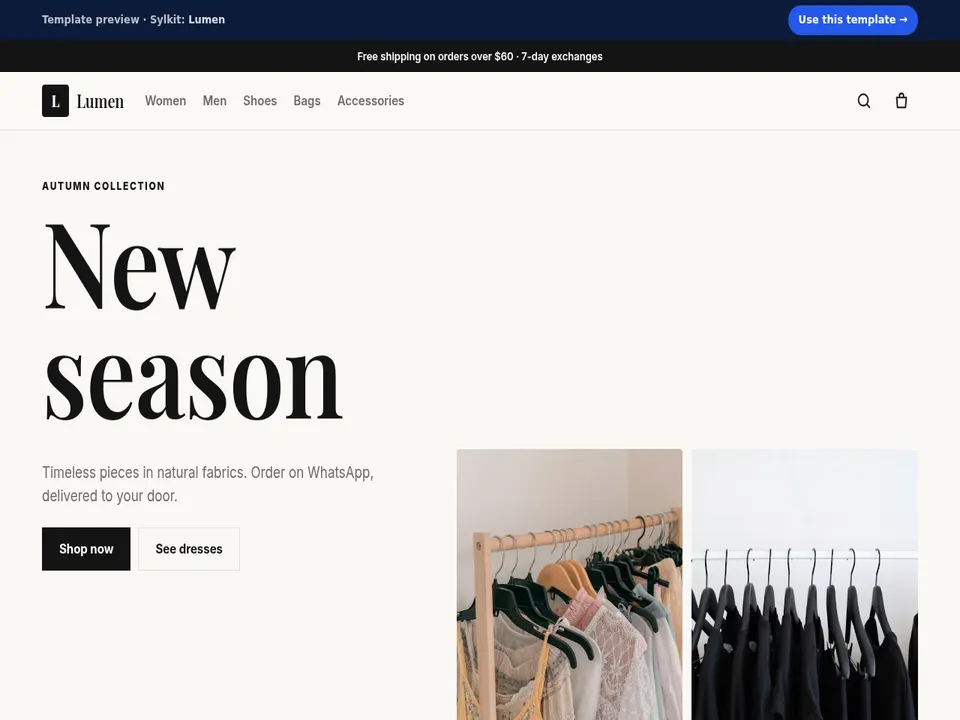 Template preview · Sylkit: Lumen
Use this template →
Free shipping on orders over $60 · 7-day exchanges
L Lumen Women Men Shoes Bags Accessories
AUTUMN COLLECTION
New
season
Timeless pieces in natural fabrics. Order on WhatsApp,
delivered to your door.
Shop now See dresses